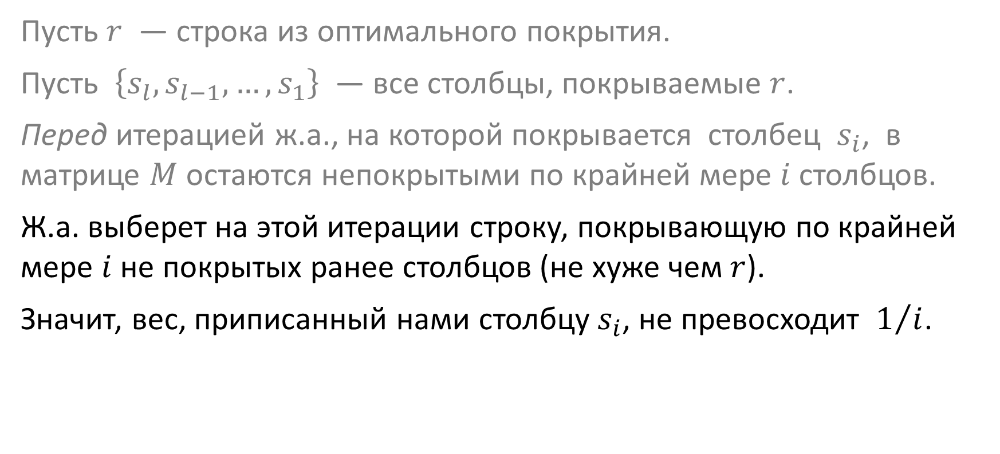 Пусть r — строка из оптимального покрытия.
Пусть {s_l, s_{l−1}, … , s_1} — все столбцы, покрываемые r.
Перед итерацией ж.а., на которой покрывается столбец s_i, в
матрице M остаются непокрытыми по крайней мере i столбцов.
Ж.а. выберет на этой итерации строку, покрывающую по крайней
мере i не покрытых ранее столбцов (не хуже чем r).
Значит, вес, приписанный нами столбцу s_i, не превосходит 1/i.